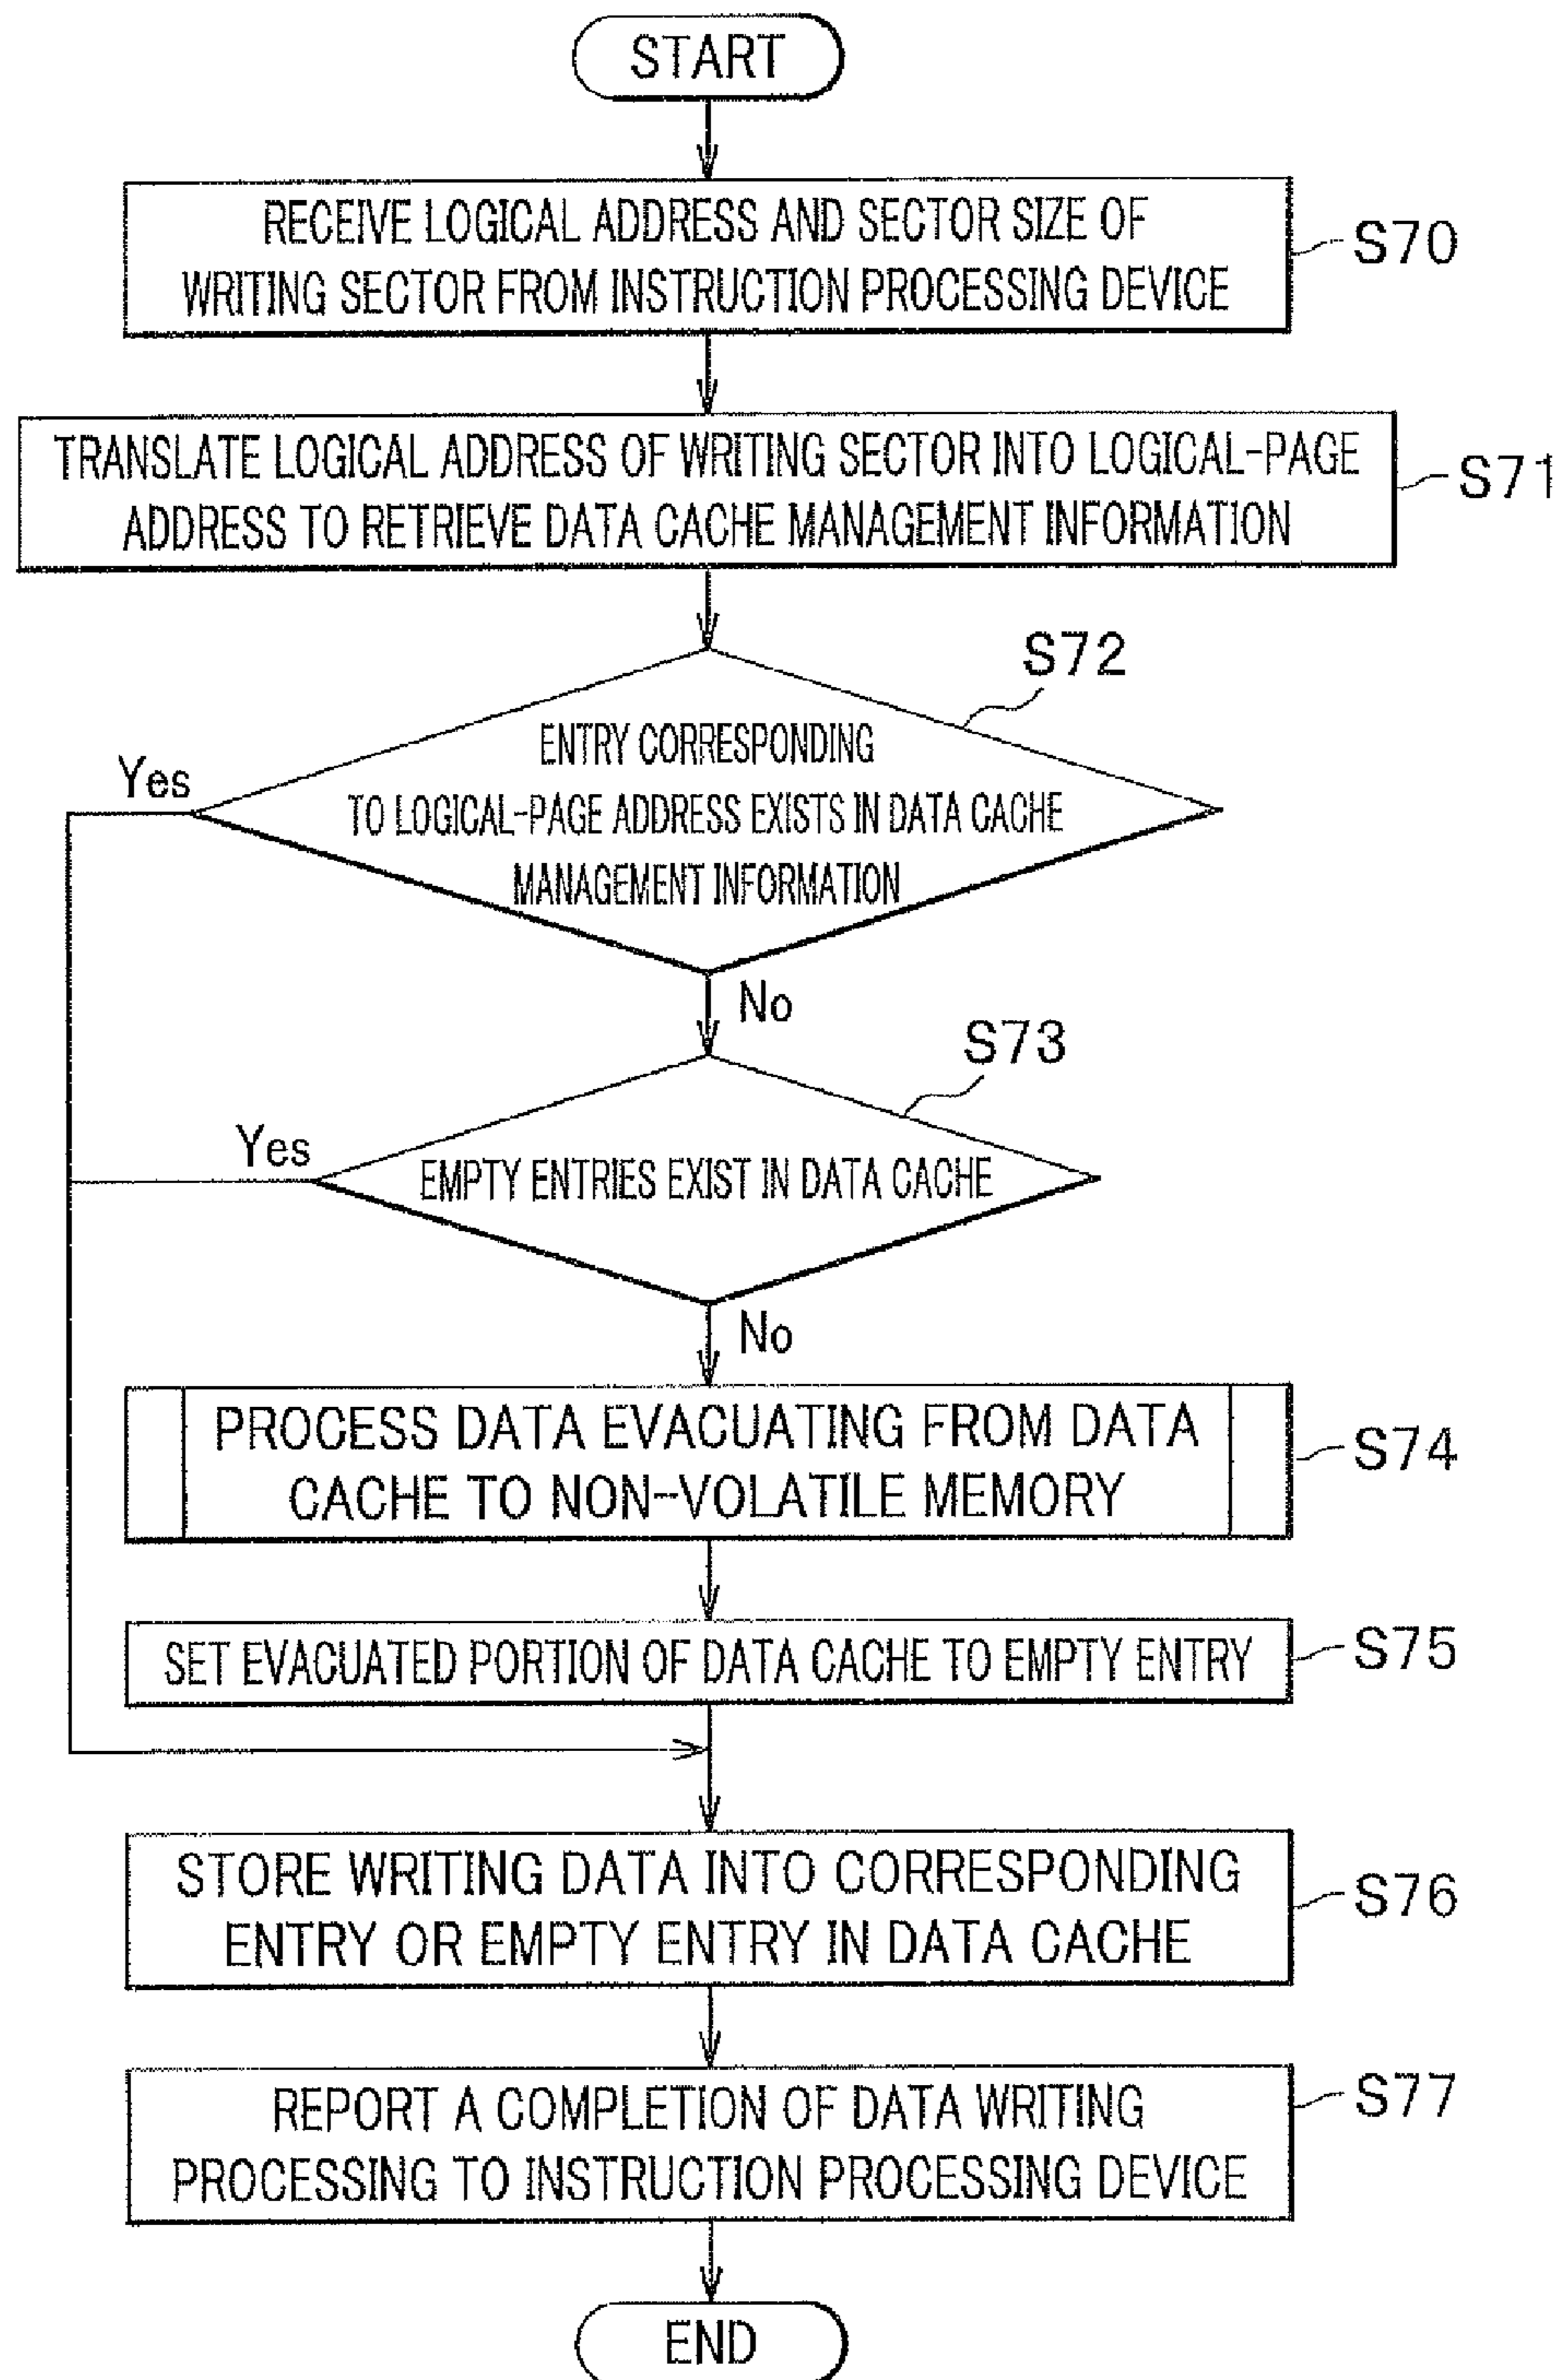 START
RECEIVE LOGICAL ADDRESS AND SECTOR SIZE OF
WRITING SECTOR FROM INSTRUCTION PROCESSING DEVICE
S70
TRANSLATE LOGICAL ADDRESS OF WRITING SECTOR INTO LOGICAL-PAGE
ADDRESS TO RETRIEVE DATA CACHE MANAGEMENT INFORMATION
S71
S72
ENTRY CORRESPONDING
TO LOGICAL-PAGE ADDRESS EXISTS IN DATA CACHE
MANAGEMENT INFORMATION
Yes
No
S73
Yes
EMPTY ENTRIES EXIST IN DATA CACHE
No
PROCESS DATA EVACUATING FROM DATA
CACHE TO NON-VOLATILE MEMORY
S74
SET EVACUATED PORTION OF DATA CACHE TO EMPTY ENTRY
S75
STORE WRITING DATA INTO CORRESPONDING
ENTRY OR EMPTY ENTRY IN DATA CACHE
S76
REPORT A COMPLETION OF DATA WRITING
PROCESSING TO INSTRUCTION PROCESSING DEVICE
S77
END